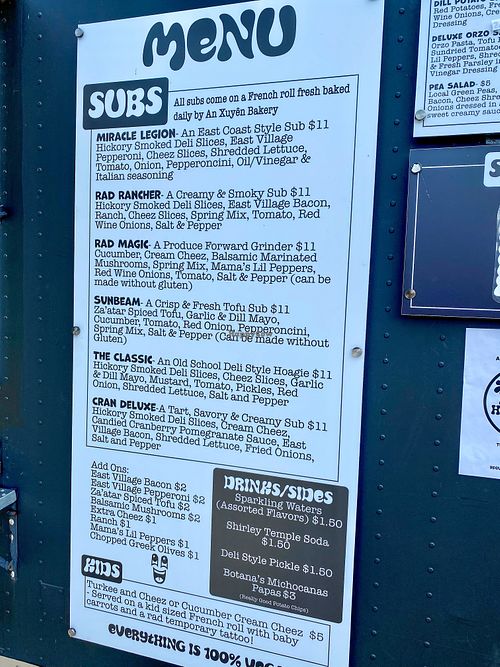 MENU
SUBS
All subs come on a French roll fresh baked
daily by An Xuyên Bakery
MIRACLE LEGION- An East Coast Style Sub $11
Hickory Smoked Deli Slices, East Village
Pepperoni, Cheez Slices, Shredded Lettuce,
Tomato, Onion, Pepperoncini, Oil/Vinegar &
Italian seasoning
RAD RANCHER- A Creamy & Smoky Sub $11
Hickory Smoked Deli Slices, East Village Bacon,
Ranch, Cheez Slices, Spring Mix, Tomato, Red
Wine Onions, Salt & Pepper
RAD MAGIC- A Produce Forward Grinder $11
Cucumber, Cream Cheez, Balsamic Marinated
Mushrooms, Spring Mix, Mama's Lil Peppers,
Red Wine Onions, Tomato, Salt & Pepper (can be
made without gluten)
SUNBEAM- A Crisp & Fresh Tofu Sub $11
Za'atar Spiced Tofu, Garlic & Dill Mayo,
Cucumber, Tomato, Red Onion, Pepperoncini,
Spring Mix, Salt & Pepper (Can be made without
Gluten)
THE CLASSIC- An Old School Deli Style Hoagie $11
Hickory Smoked Deli Slices, Cheez Slices, Garlic
& Dill Mayo, Mustard, Tomato, Pickles, Red
Onion, Shredded Lettuce, Salt and Pepper
CRAN DELUXE-A Tart, Savory & Creamy Sub $11
Hickory Smoked Deli Slices, Cream Cheez,
Candied Cranberry Pomegranate Sauce, East
Village Bacon, Shredded Lettuce, Fried Onions,
Salt and Pepper
Add Ons:
East Village Bacon $2
East Village Pepperoni $2
Za'atar Spiced Tofu $2
Balsamic Mushrooms $2
Extra Cheez $1
Ranch $1
Mama's Lil Peppers $1
Chopped Greek Olives $1
DRINKS/SIDES
Sparkling Waters
(Assorted Flavors) $1.50
Shirley Temple Soda
$1.50
Deli Style Pickle $1.50
Botana's Michocanas
Papas $3
(Really Good Potato Chips)
KIDS
Turkee and Cheez or Cucumber Cream Cheez $5
- Served on a kid sized French roll with baby
carrots and a rad temporary tattoo!
EVERYTHING IS 100%
DILL POTATO
Red Potatoes,
Wine Onions,
Dressing
DELUXE ORZO
Orzo Pasta, Tofu
Sundried Tomato
Lil Peppers,
& Fresh Parsley
Vinegar Dressing
PEA SALAD- $5
Local Green Peas,
Bacon, Cheez
Onions dressed in
sweet creamy